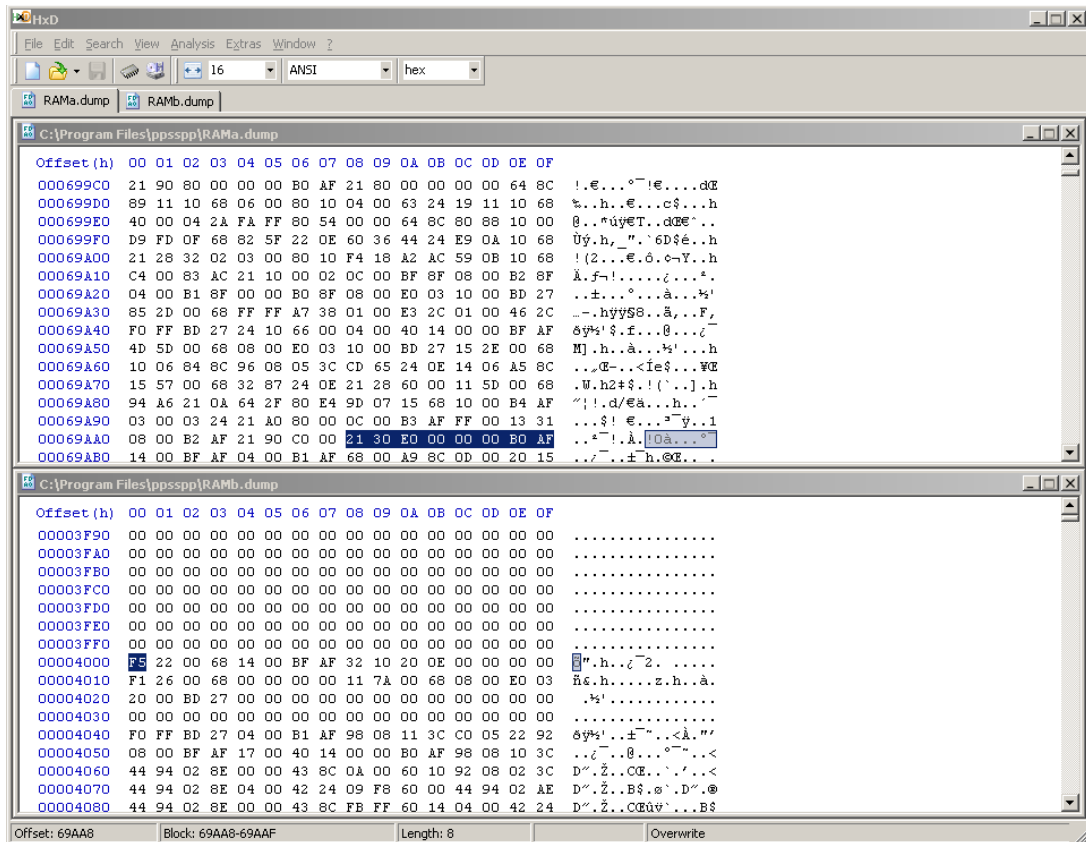 HxD
File Edit Search View Analysis Extras Window ?
16 ANSI hex
RAMa.dump RAMb.dump
C:\Program Files\ppsspp\RAMa.dump
Offset(h) 00 01 02 03 04 05 06 07 08 09 0A 0B 0C 0D 0E 0F
000699C0 21 90 80 00 00 00 B0 AF 21 80 00 00 00 00 64 8C !.€...°¯!€....dŒ
000699D0 89 11 10 68 06 00 80 10 04 00 63 24 19 11 10 68 ‰..h..€...c$...h
000699E0 40 00 04 2A FA FF 80 54 00 00 64 8C 80 88 10 00 @..*úÿ€T..dŒ€ˆ..
000699F0 D9 FD 0F 68 82 5F 22 0E 60 36 44 24 E9 0A 10 68 Ùý.h‚_".`6D$é..h
00069A00 21 28 32 02 03 00 80 10 F4 18 A2 AC 59 0B 10 68 !(2...€.ô.¢¬Y..h
00069A10 C4 00 83 AC 21 10 00 02 0C 00 BF 8F 08 00 B2 8F Ä.ƒ¬!.....¿...².
00069A20 04 00 B1 8F 00 00 B0 8F 08 00 E0 03 10 00 BD 27 ..±...°...à...½'
00069A30 85 2D 00 68 FF FF A7 38 01 00 E3 2C 01 00 46 2C …-.hÿÿ§8..ã,..F,
00069A40 F0 FF BD 27 24 10 66 00 04 00 40 14 00 00 BF AF ðÿ½'$.f...@...¿¯
00069A50 4D 5D 00 68 08 00 E0 03 10 00 BD 27 15 2E 00 68 M].h..à...½'...h
00069A60 10 06 84 8C 96 08 05 3C CD 65 24 0E 14 06 A5 8C ..„Œ–..<Íe$...¥Œ
00069A70 15 57 00 68 32 87 24 0E 21 28 60 00 11 5D 00 68 .W.h2‡$.!(`..].h
00069A80 94 A6 21 0A 64 2F 80 E4 9D 07 15 68 10 00 B4 AF ”¦!.d/€ä...h..´¯
00069A90 03 00 03 24 21 A0 80 00 0C 00 B3 AF FF 00 13 31 ...$! €...³¯ÿ..1
00069AA0 08 00 B2 AF 21 90 C0 00 21 30 E0 00 00 00 B0 AF ..²¯!.À.!0à...°¯
00069AB0 14 00 BF AF 04 00 B1 AF 68 00 A9 8C 0D 00 20 15 ..¿¯..±¯h.©Œ.. .
C:\Program Files\ppsspp\RAMb.dump
Offset(h) 00 01 02 03 04 05 06 07 08 09 0A 0B 0C 0D 0E 0F
00003F90 00 00 00 00 00 00 00 00 00 00 00 00 00 00 00 00 ................
00003FA0 00 00 00 00 00 00 00 00 00 00 00 00 00 00 00 00 ................
00003FB0 00 00 00 00 00 00 00 00 00 00 00 00 00 00 00 00 ................
00003FC0 00 00 00 00 00 00 00 00 00 00 00 00 00 00 00 00 ................
00003FD0 00 00 00 00 00 00 00 00 00 00 00 00 00 00 00 00 ................
00003FE0 00 00 00 00 00 00 00 00 00 00 00 00 00 00 00 00 ................
00003FF0 00 00 00 00 00 00 00 00 00 00 00 00 00 00 00 00 ................
00004000 F5 22 00 68 14 00 BF AF 32 10 20 0E 00 00 00 00 õ".h..¿¯2. .....
00004010 F1 26 00 68 00 00 00 00 11 7A 00 68 08 00 E0 03 ñ&.h.....z.h..à.
00004020 20 00 BD 27 00 00 00 00 00 00 00 00 00 00 00 00  .½'............
00004030 00 00 00 00 00 00 00 00 00 00 00 00 00 00 00 00 ................
00004040 F0 FF BD 27 04 00 B1 AF 98 08 11 3C C0 05 22 92 ðÿ½'..±¯˜..<À."’
00004050 08 00 BF AF 17 00 40 14 00 00 B0 AF 98 08 10 3C ..¿¯..@...°¯˜..<
00004060 44 94 02 8E 00 00 43 8C 0A 00 60 10 92 08 02 3C D”.Ž..CŒ..`.’..<
00004070 44 94 02 8E 04 00 42 24 09 F8 60 00 44 94 02 AE D”.Ž..B$.ø`.D”.®
00004080 44 94 02 8E 00 00 43 8C FB FF 60 14 04 00 42 24 D”.Ž..CŒûÿ`...B$
Offset: 69AA8 Block: 69AA8-69AAF Length: 8 Overwrite